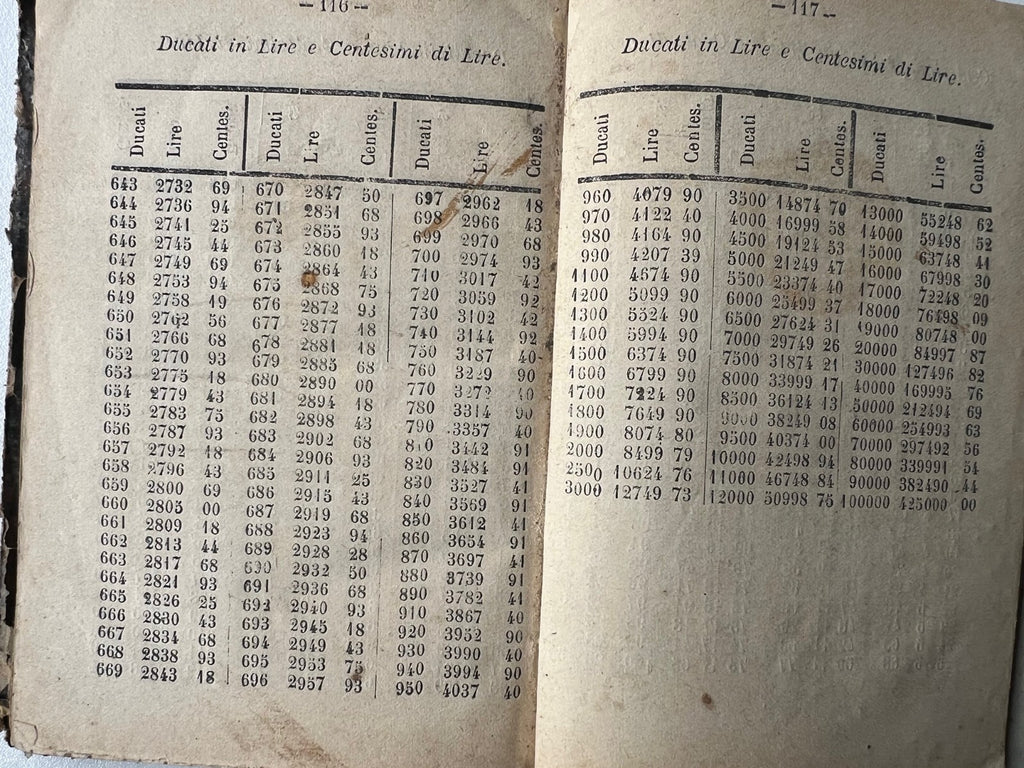 — 116 —
Ducati in Lire e Centesimi di Lire.
Ducati Lire Centes. Ducati Lire Centes. Ducati Lire Centes.
643 2732 69 670 2847 50 697 2962 18
644 2736 94 671 2851 68 698 2966 43
645 2741 25 672 2855 93 699 2970 68
646 2745 44 673 2860 18 700 2974 93
647 2749 69 674 2864 43 710 3017 42
648 2753 94 675 2868 75 720 3059 92
649 2758 19 676 2872 93 730 3102 42
650 2762 56 677 2877 18 740 3144 92
651 2766 68 678 2881 18 750 3187 40
652 2770 93 679 2885 68 760 3229 90
653 2775 18 680 2890 00 770 3272 40
654 2779 43 681 2894 18 780 3314 90
655 2783 75 682 2898 43 790 3357 40
656 2787 93 683 2902 68 810 3442 91
657 2792 18 684 2906 93 820 3484 91
658 2796 43 685 2911 25 830 3527 41
659 2800 69 686 2915 43 840 3569 91
660 2805 00 687 2919 68 850 3612 41
661 2809 18 688 2923 94 860 3654 91
662 2813 44 689 2928 28 870 3697 41
663 2817 68 690 2932 50 880 3739 91
664 2821 93 691 2936 68 890 3782 41
665 2826 25 692 2940 93 910 3867 40
666 2830 43 693 2945 18 920 3952 90
667 2834 68 694 2949 43 930 3990 40
668 2838 93 695 2953 75 940 3994 90
669 2843 18 696 2957 93 950 4037 40
— 117 —
Ducati in Lire e Centesimi di Lire.
Ducati Lire Centes. Ducati Lire Centes. Ducati Lire Centes.
960 4079 90 3500 14874 70 13000 55248 62
970 4122 40 4000 16999 58 14000 59498 52
980 4164 90 4500 19124 53 15000 63748 41
990 4207 39 5000 21249 47 16000 67998 30
1100 4674 90 5500 23374 40 17000 72248 20
1200 5099 90 6000 25499 37 18000 76498 09
1300 5524 90 6500 27624 31 19000 80748 00
1400 5994 90 7000 29749 26 20000 84997 87
1500 6374 90 7500 31874 21 30000 127496 82
1600 6799 90 8000 33999 17 40000 169995 76
1700 7224 90 8500 36124 13 50000 212494 69
1800 7649 90 9000 38249 08 60000 254993 63
1900 8074 80 9500 40374 00 70000 297492 56
2000 8499 79 10000 42498 94 80000 339991 54
2500 10624 76 11000 46748 84 90000 382490 44
3000 12749 73 12000 50998 75 100000 425000 00